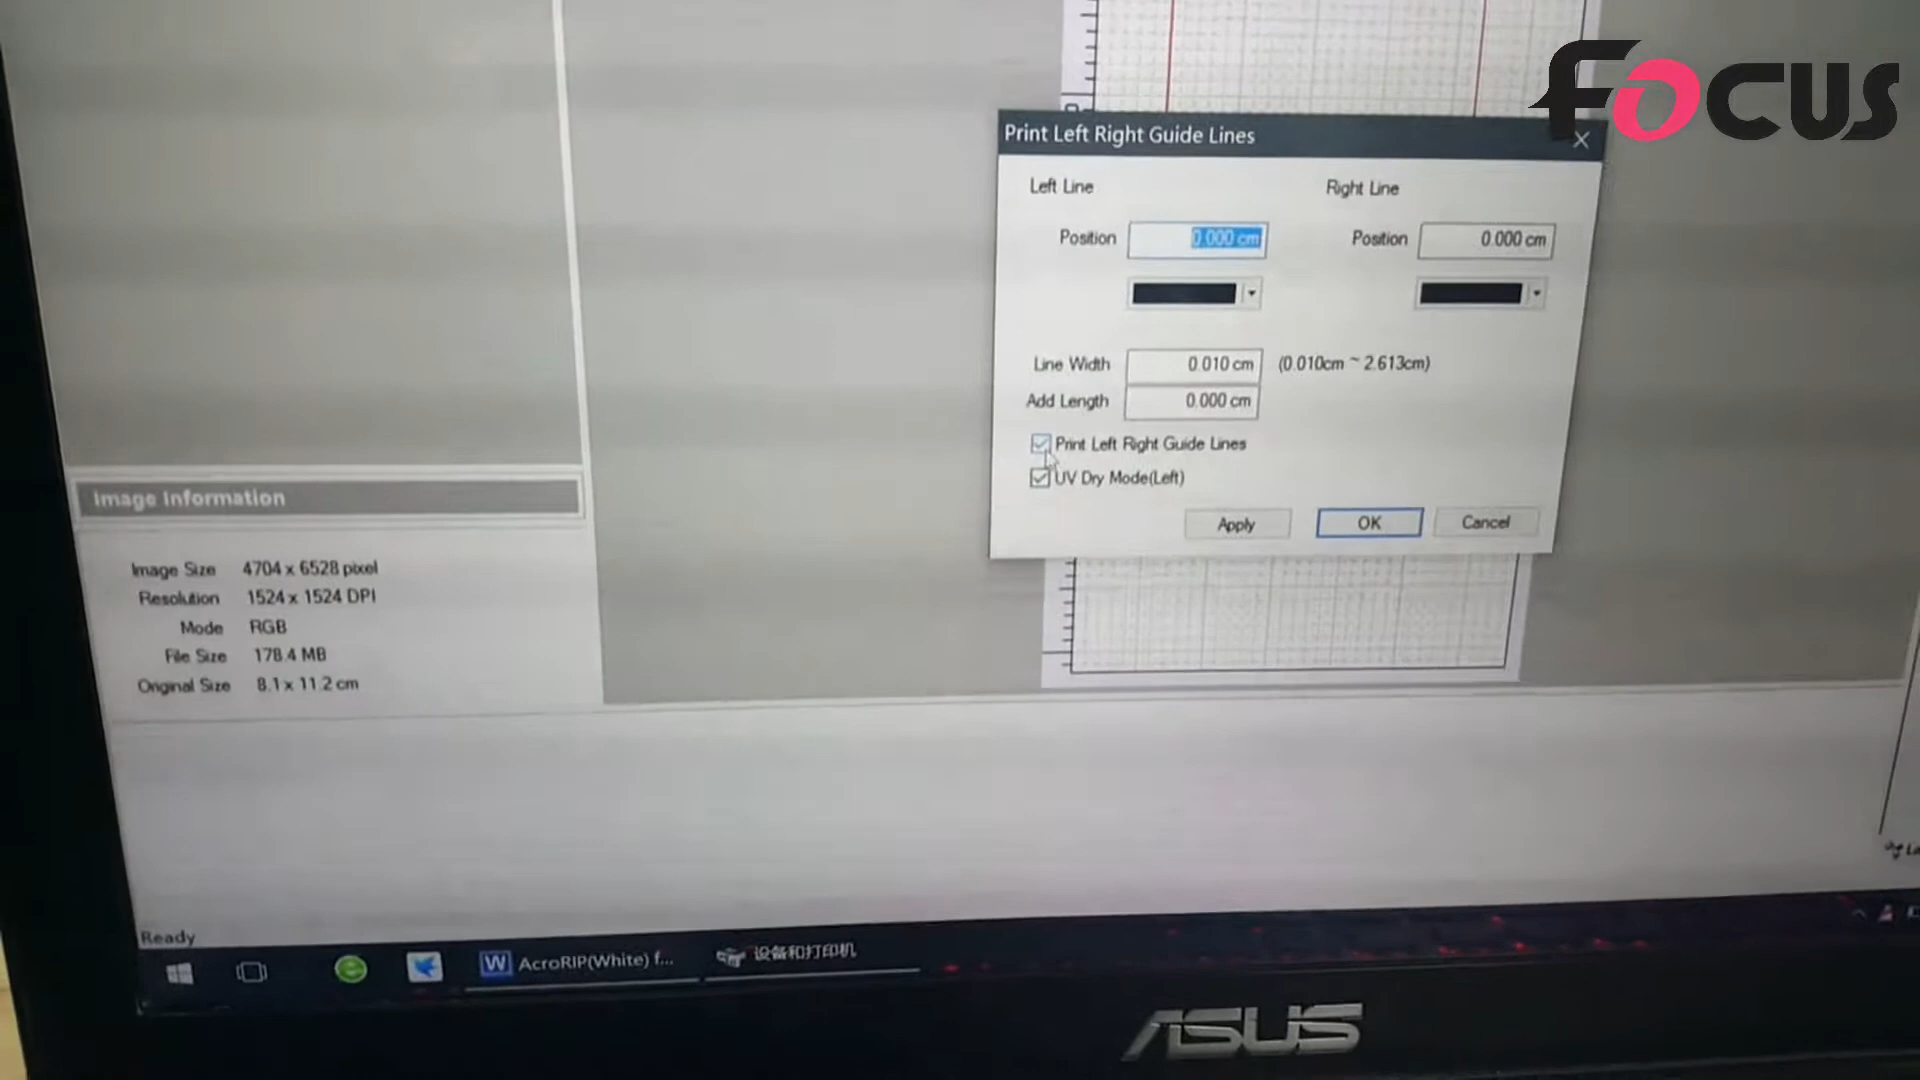 FOCUS
Print Left Right Guide Lines
Left Line
Right Line
Position 0.000 cm
Position 0.000 cm
Line Width 0.010 cm (0.010cm ~ 2.613cm)
Add Length 0.000 cm
Print Left Right Guide Lines
UV Dry Mode(Left)
Apply OK Cancel
Image Information
Image Size 4704 x 6528 pixel
Resolution 1524 x 1524 DPI
Mode RGB
File Size 178.4 MB
Original Size 8.1 x 11.2 cm
Ready
W AcroRIP(White) f...
设备和打印机
ASUS